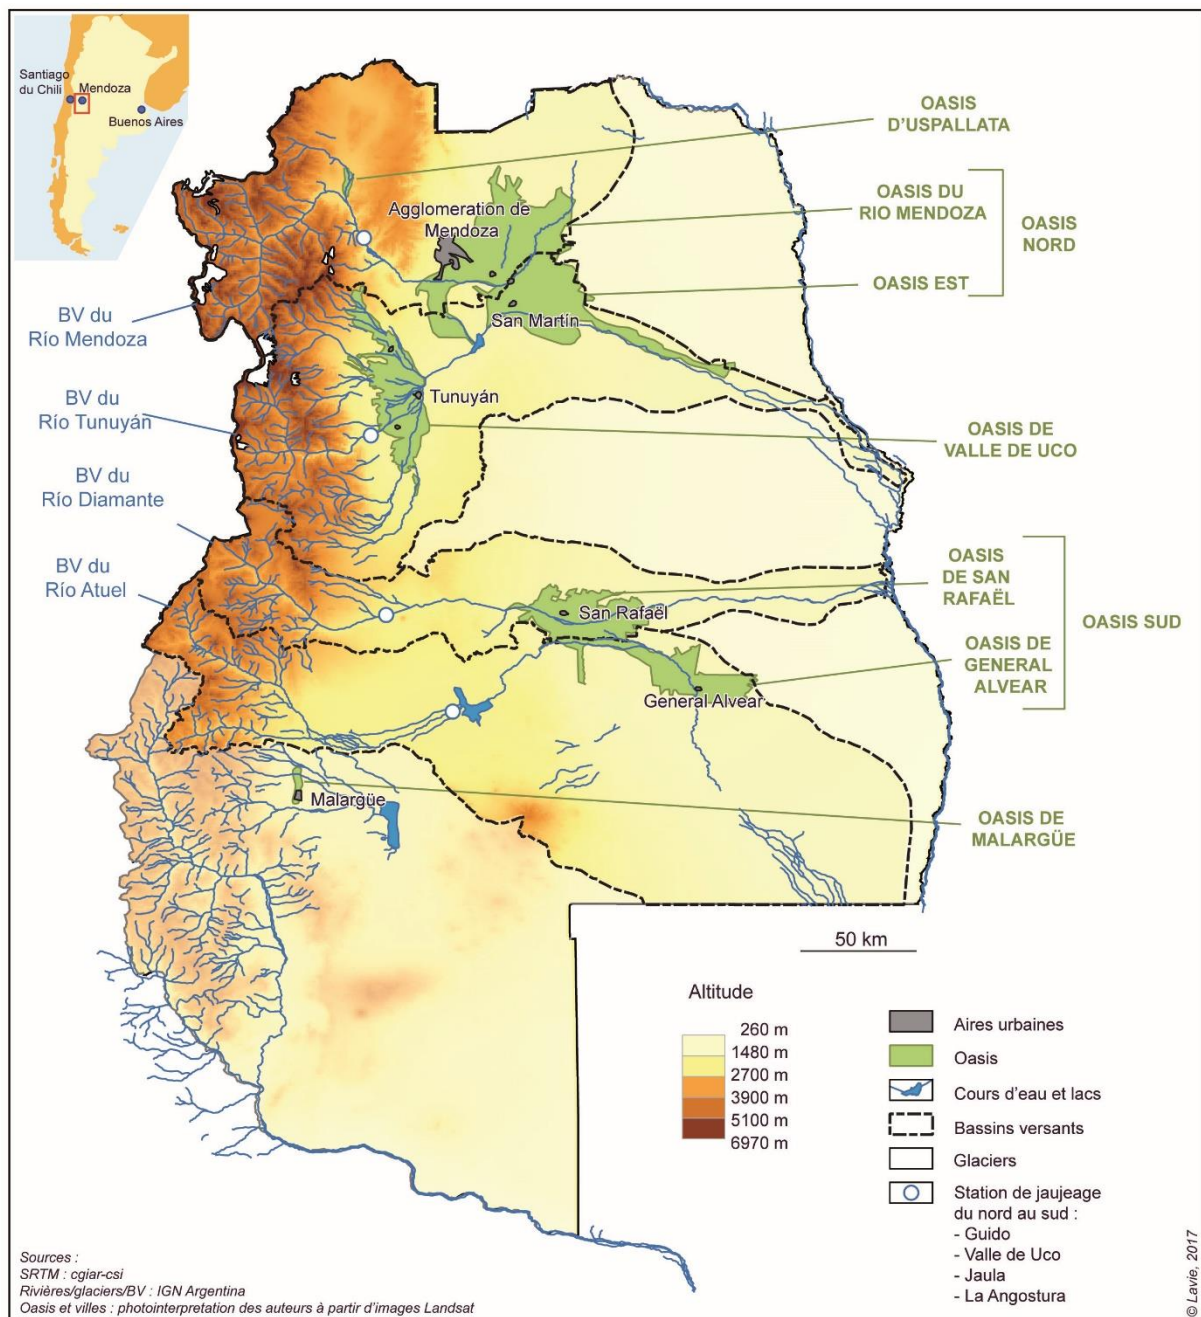 Santiago
du Chili
Mendoza
Buenos Aires
OASIS
D'USPALLATA
OASIS DU
RIO MENDOZA
OASIS
NORD
OASIS EST
Agglomeration de
Mendoza
San Martín
BV du
Río Mendoza
BV du
Río Tunuyán
Tunuyán
OASIS DE
VALLE DE UCO
BV du
Río Diamante
BV du
Río Atuel
OASIS
DE SAN
RAFAËL
OASIS SUD
OASIS DE
GENERAL
ALVEAR
San Rafaël
General Alvear
Malargüe
OASIS DE
MALARGÜE
50 km
Altitude
260 m
1480 m
2700 m
3900 m
5100 m
6970 m
Aires urbaines
Oasis
Cours d'eau et lacs
Bassins versants
Glaciers
Station de jaujeage
du nord au sud :
- Guido
- Valle de Uco
- Jaula
- La Angostura
Sources :
SRTM : cgiar-csi
Rivières/glaciers/BV : IGN Argentina
Oasis et villes : photointerpretation des auteurs à partir d'images Landsat
© Lavie, 2017